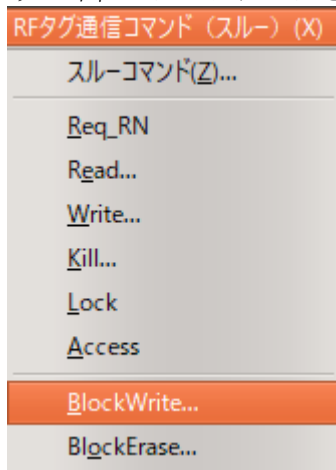 RFタグ通信コマンド（スルー）(X)
スルーコマンド(Z)...
Req_RN
Read...
Write...
Kill...
Lock
Access
BlockWrite...
BlockErase...